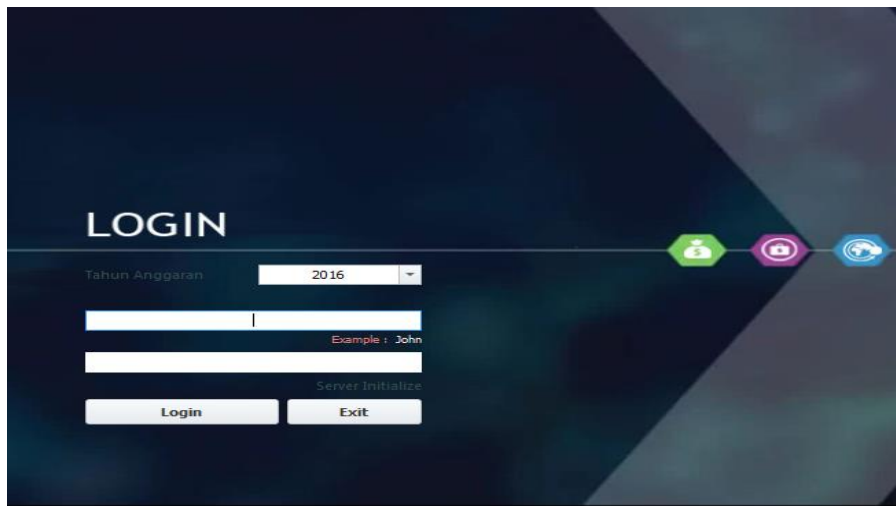 LOGIN
Tahun Anggaran 2016
Example : John
Server Initialize
Login Exit